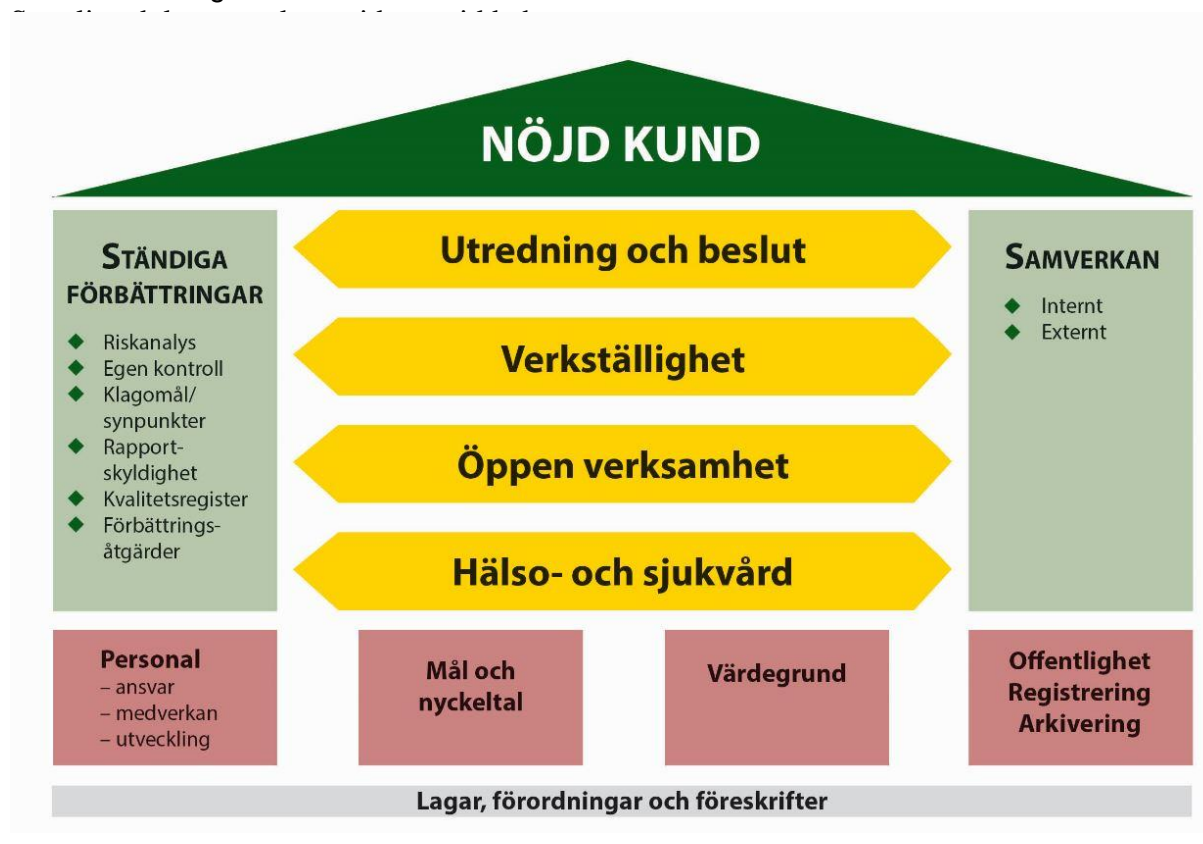 NÖJD KUND
STÄNDIGA
FÖRBÄTTRINGAR
Riskanalys
Egen kontroll
Klagomål/
synpunkter
Rapport-
skyldighet
Kvalitetsregister
Förbättrings-
åtgärder
Utredning och beslut
Verkställighet
Öppen verksamhet
Hälso- och sjukvård
SAMVERKAN
Internt
Externt
Personal
– ansvar
– medverkan
– utveckling
Mål och
nyckeltal
Värdegrund
Offentlighet
Registrering
Arkivering
Lagar, förordningar och föreskrifter